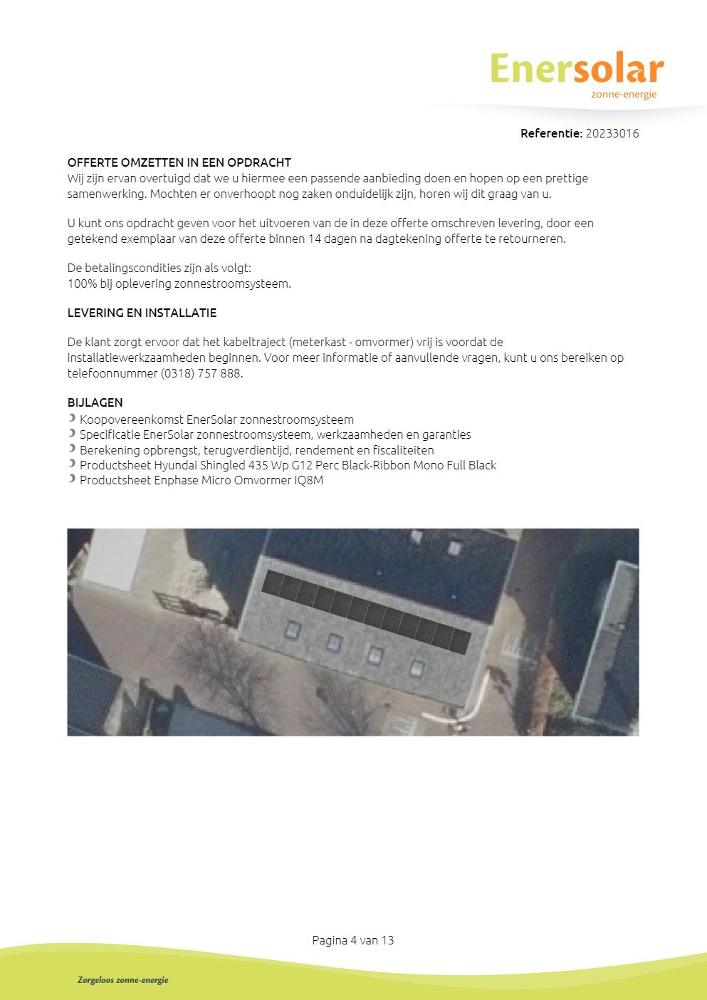 Enersolar
zonne-energie
Referentie: 20233016
OFFERTE OMZETTEN IN EEN OPDRACHT
Wij zijn ervan overtuigd dat we u hiermee een passende aanbieding doen en hopen op een prettige
samenwerking. Mochten er onverhoopt nog zaken onduidelijk zijn, horen wij dit graag van u.
U kunt ons opdracht geven voor het uitvoeren van de in deze offerte omschreven levering, door een
getekend exemplaar van deze offerte binnen 14 dagen na dagtekening offerte te retourneren.
De betalingscondities zijn als volgt:
100% bij oplevering zonnestroomsysteem.
LEVERING EN INSTALLATIE
De klant zorgt ervoor dat het kabeltraject (meterkast - omvormer) vrij is voordat de
installatiewerkzaamheden beginnen. Voor meer informatie of aanvullende vragen, kunt u ons bereiken op
telefoonnummer (0318) 757 888.
BIJLAGEN
Koopovereenkomst EnerSolar zonnestroomsysteem
Specificatie EnerSolar zonnestroomsysteem, werkzaamheden en garanties
Berekening opbrengst, terugverdientijd, rendement en fiscaliteiten
Productsheet Hyundai Shingled 435 Wp G12 Perc Black-Ribbon Mono Full Black
Productsheet Enphase Micro Omvormer IQ8M
Pagina 4 van 13
Zorgeloos zonne-energie